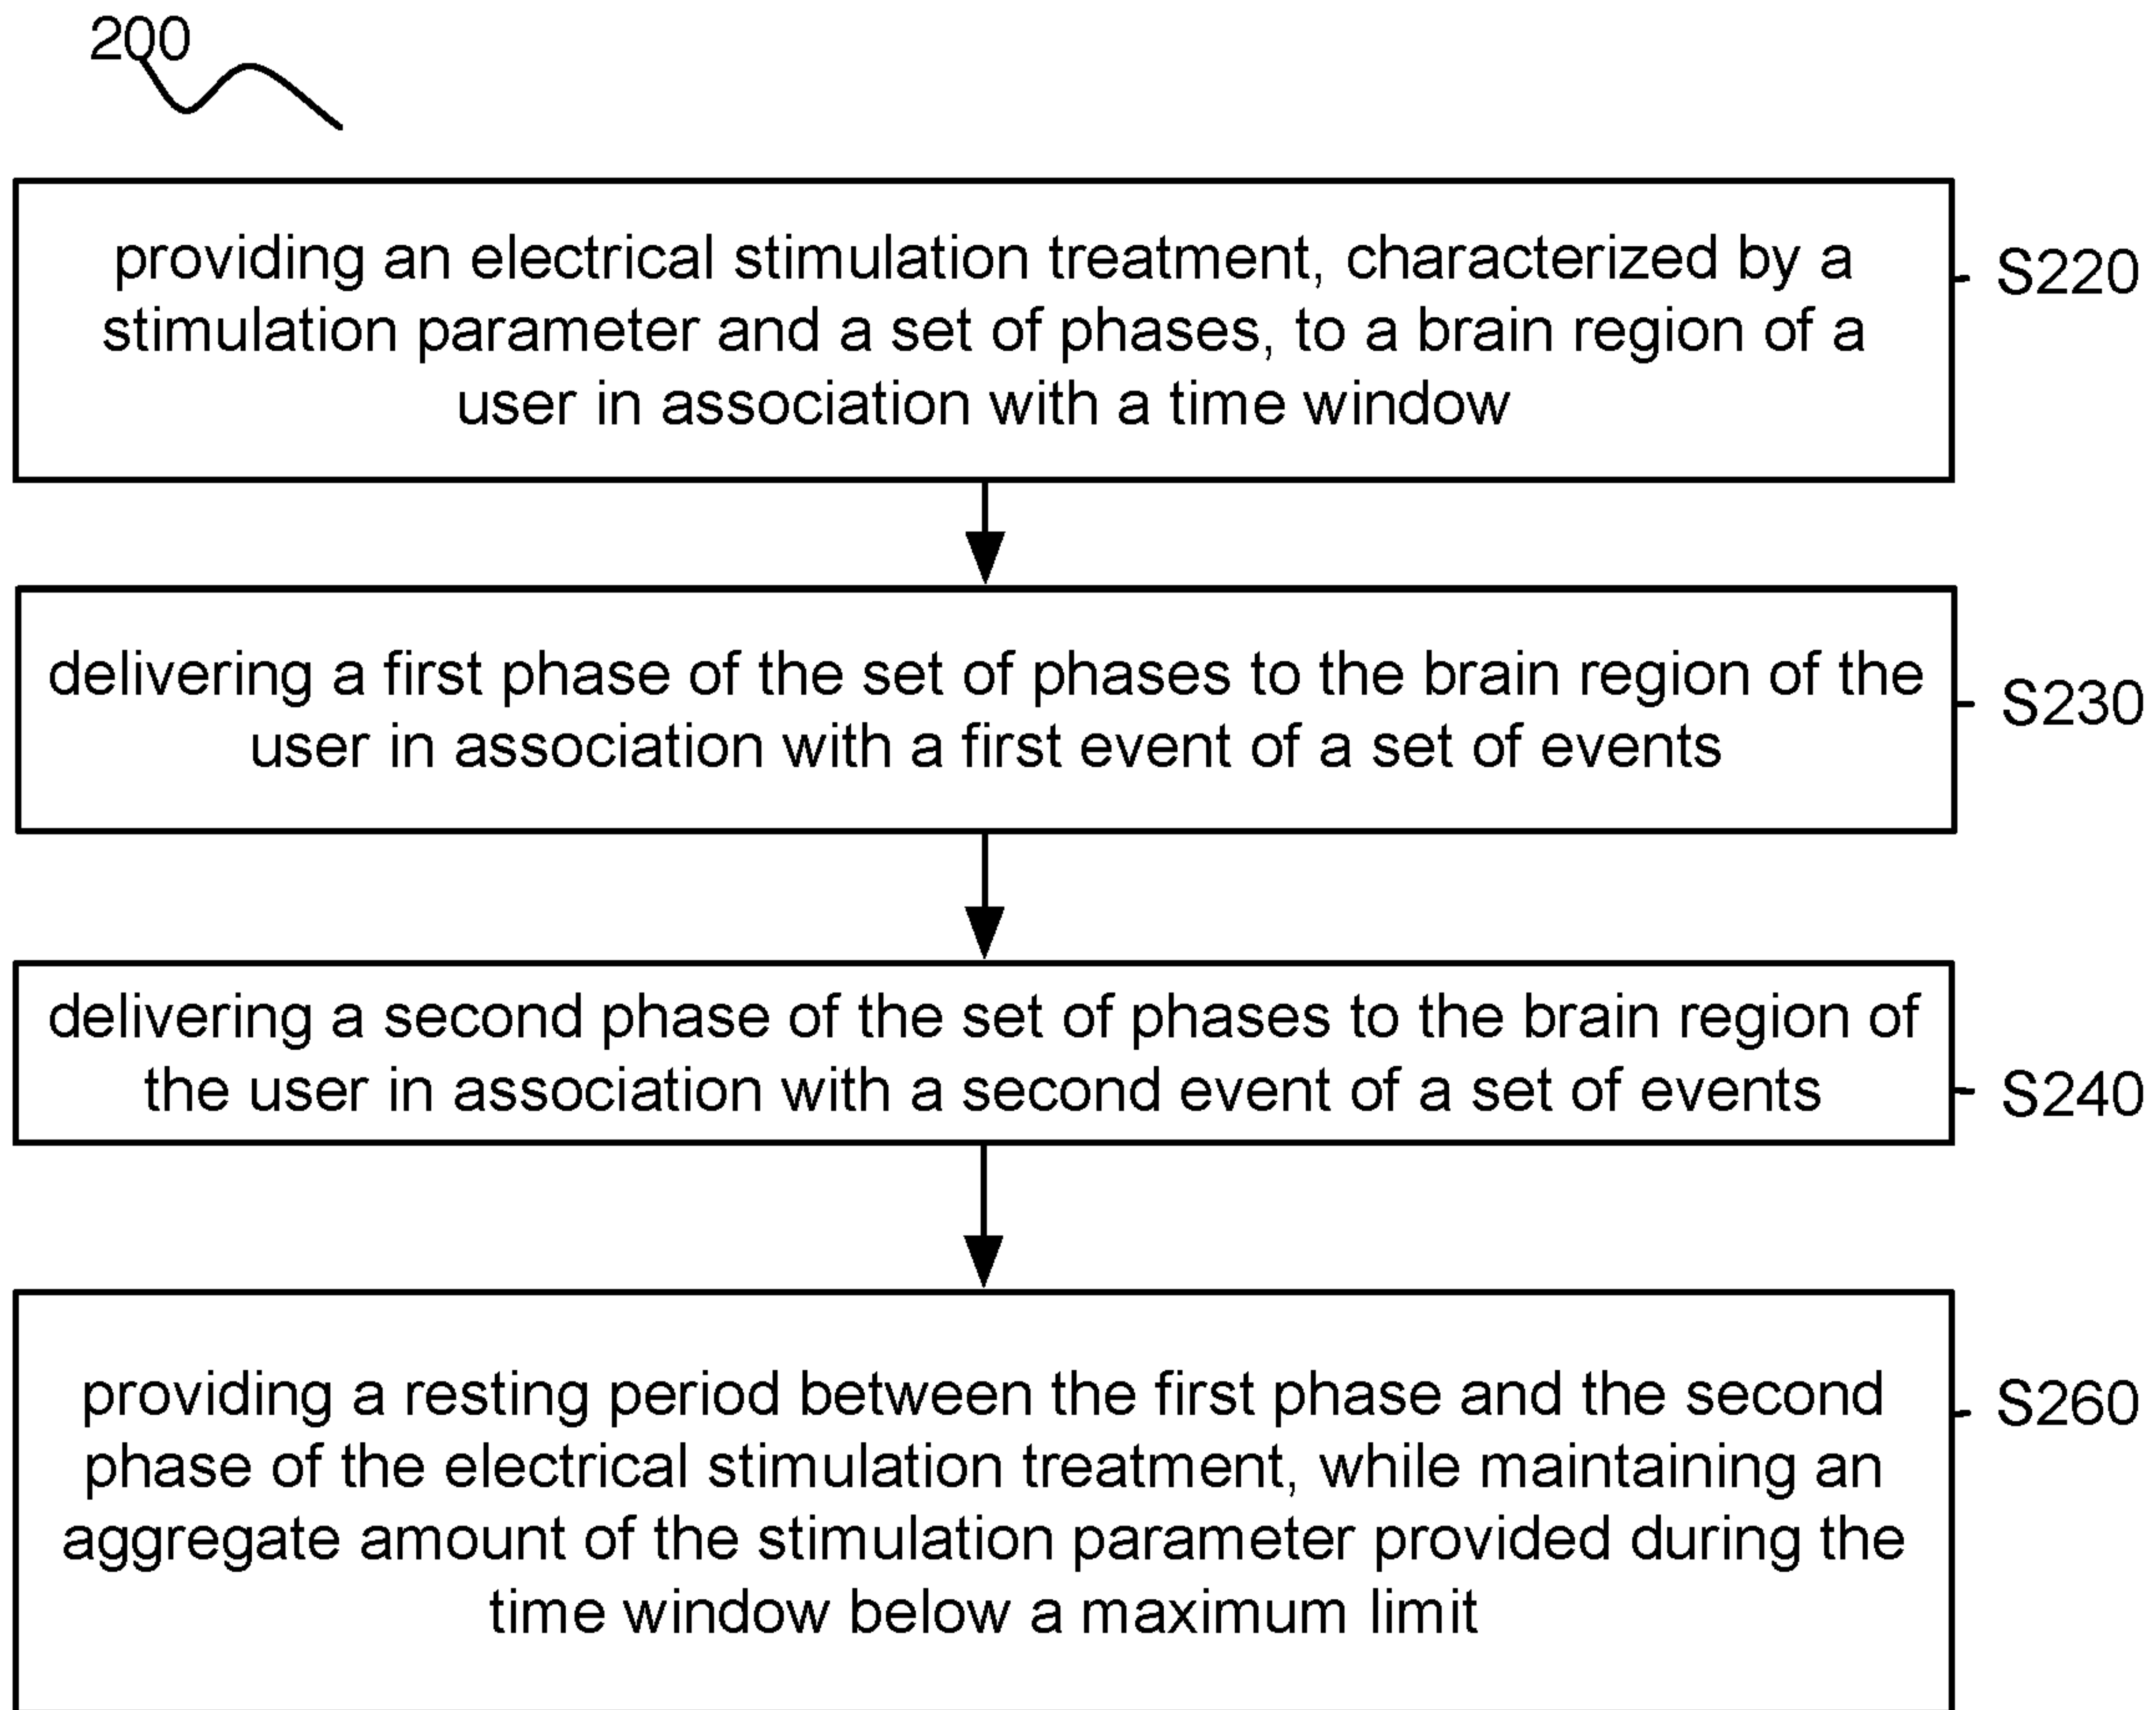 200
providing an electrical stimulation treatment, characterized by a
stimulation parameter and a set of phases, to a brain region of a
user in association with a time window
S220
delivering a first phase of the set of phases to the brain region of the
user in association with a first event of a set of events
S230
delivering a second phase of the set of phases to the brain region of
the user in association with a second event of a set of events
S240
providing a resting period between the first phase and the second
phase of the electrical stimulation treatment, while maintaining an
aggregate amount of the stimulation parameter provided during the
time window below a maximum limit
S260